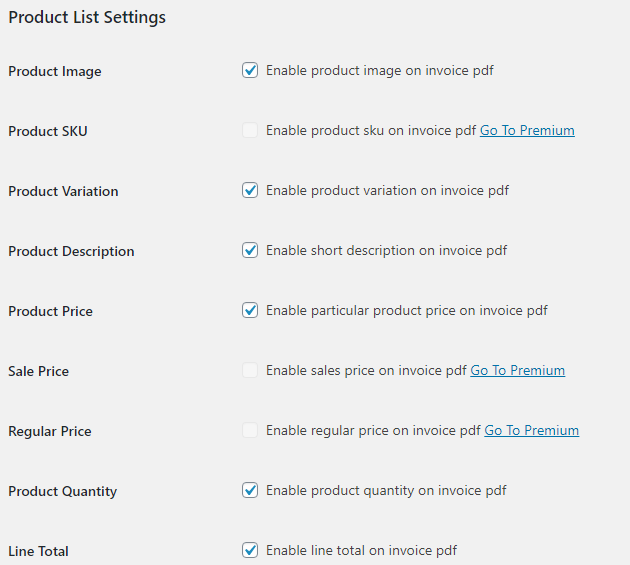 Product List Settings
Product Image Enable product image on invoice pdf
Product SKU Enable product sku on invoice pdf Go To Premium
Product Variation Enable product variation on invoice pdf
Product Description Enable short description on invoice pdf
Product Price Enable particular product price on invoice pdf
Sale Price Enable sales price on invoice pdf Go To Premium
Regular Price Enable regular price on invoice pdf Go To Premium
Product Quantity Enable product quantity on invoice pdf
Line Total Enable line total on invoice pdf